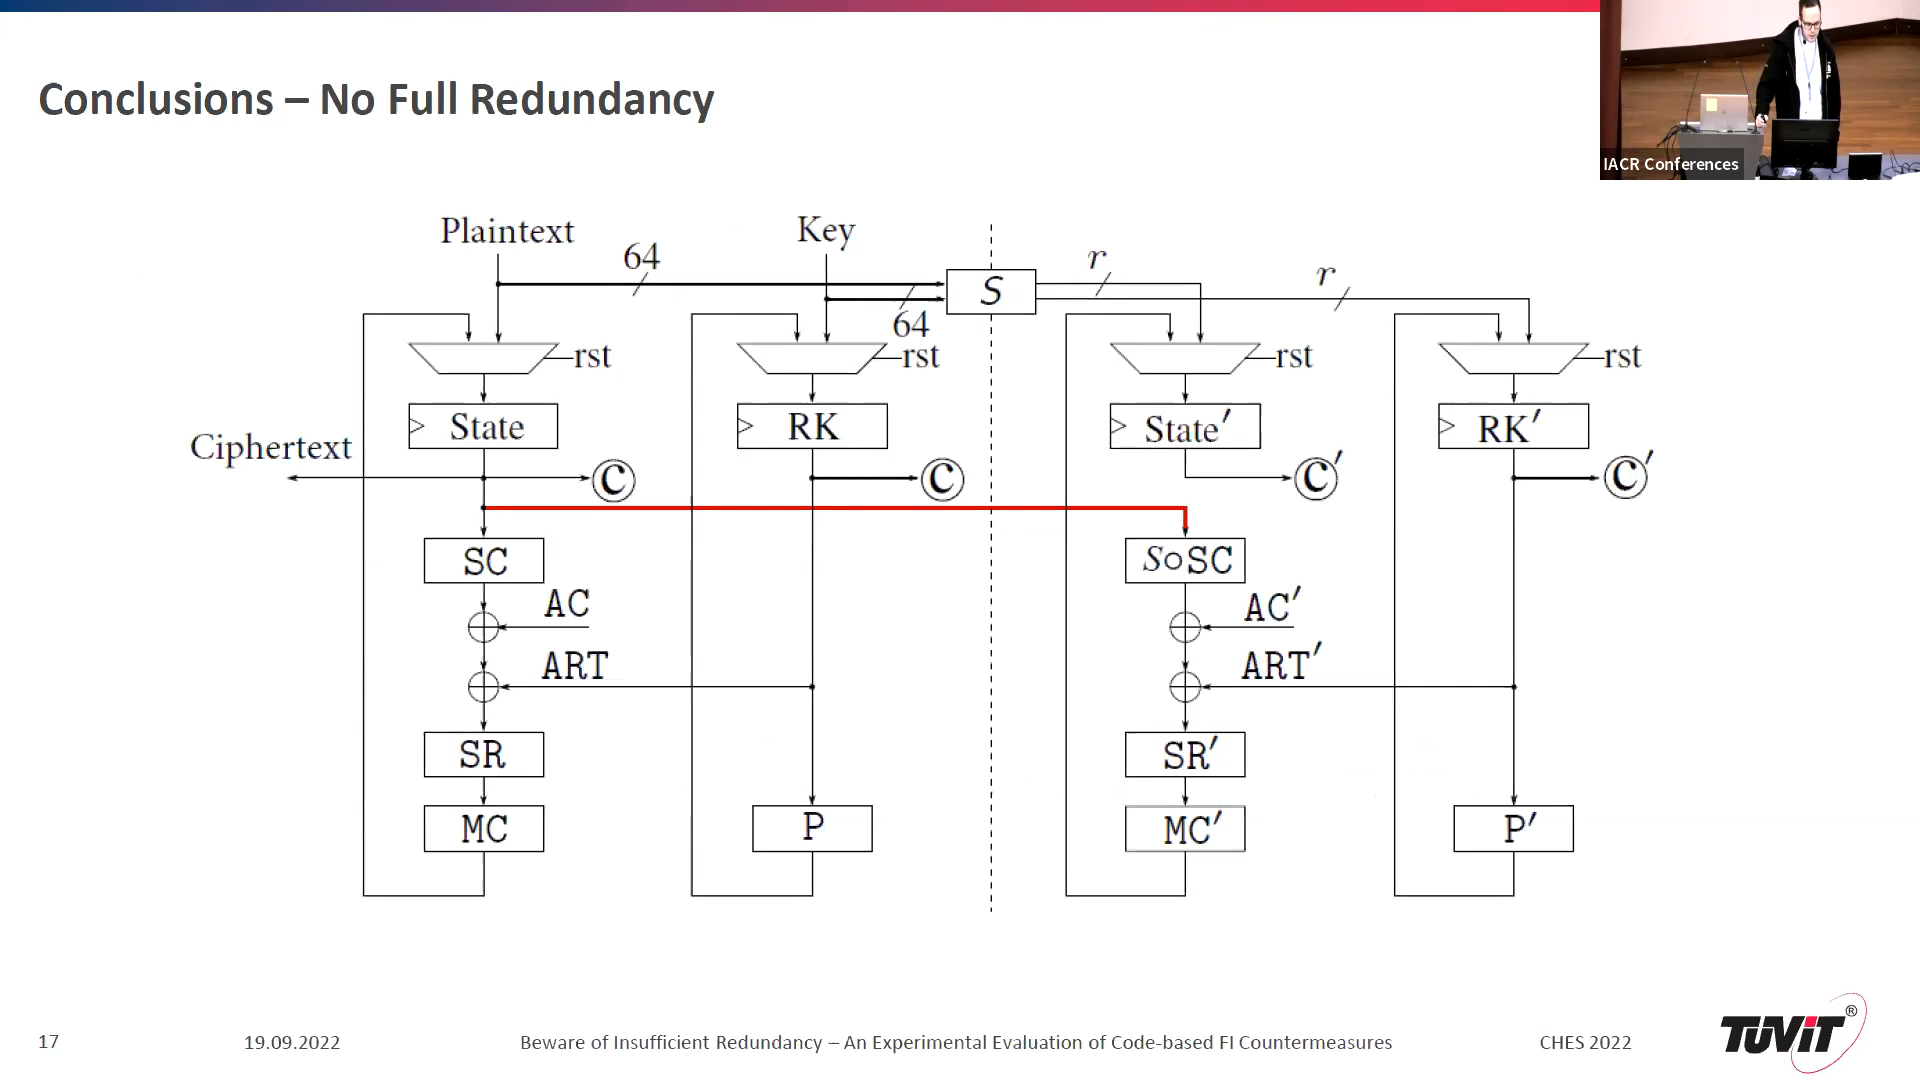 Conclusions – No Full Redundancy
IACR Conferences
Plaintext
Key
64
64
S
r
r
rst
rst
rst
rst
State
RK
State′
RK′
Ciphertext
C
C
C′
C′
SC
S∘SC
AC
AC′
ART
ART′
SR
SR′
MC
P
MC′
P′
17
19.09.2022
Beware of Insufficient Redundancy – An Experimental Evaluation of Code-based FI Countermeasures
CHES 2022
TÜViT®